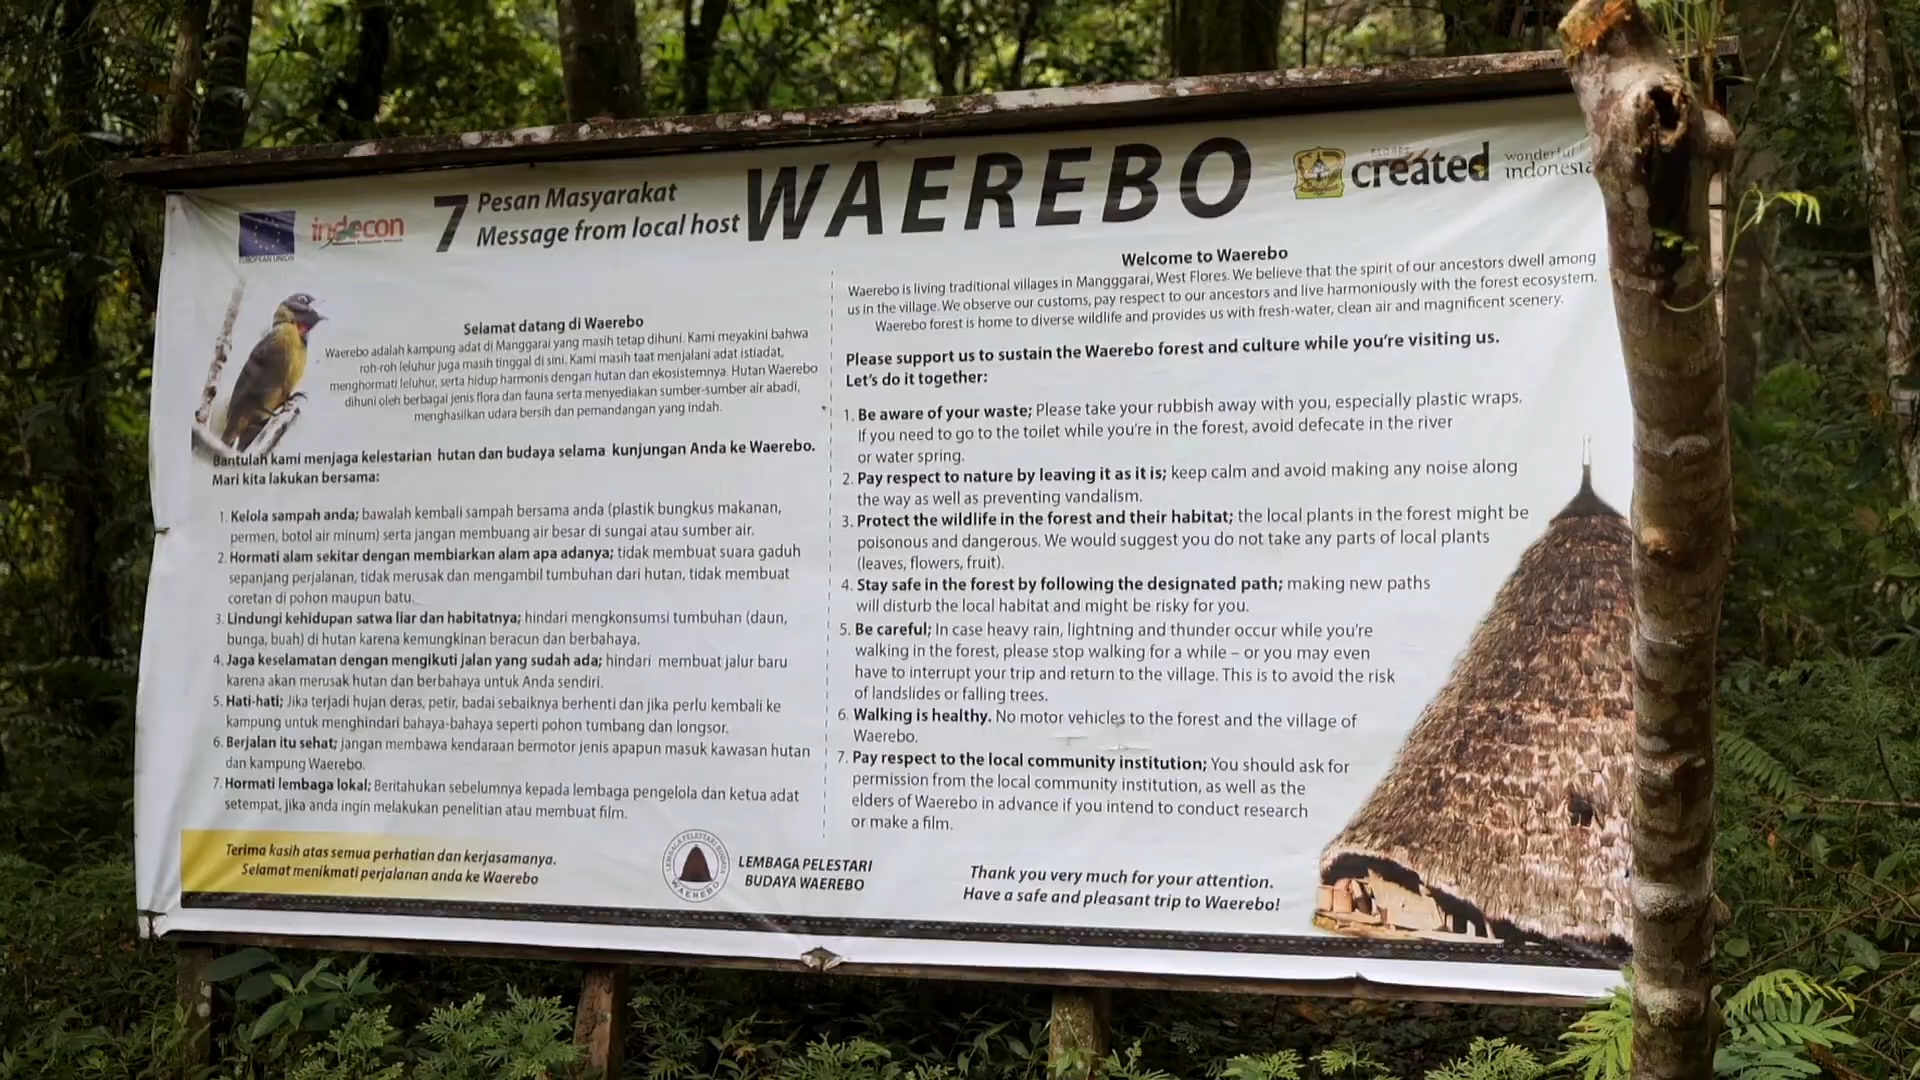 EUROPEAN UNION
indecon
7
Pesan Masyarakat
Message from local host
WAEREBO
created
wonderful
indonesia
Selamat datang di Waerebo
Waerebo adalah kampung adat di Manggarai yang masih tetap dihuni. Kami meyakini bahwa
roh-roh leluhur juga masih tinggal di sini. Kami masih taat menjalani adat istiadat,
menghormati leluhur, serta hidup harmonis dengan hutan dan ekosistemnya. Hutan Waerebo
dihuni oleh berbagai jenis flora dan fauna serta menyediakan sumber-sumber air abadi,
menghasilkan udara bersih dan pemandangan yang indah.
Bantulah kami menjaga kelestarian hutan dan budaya selama kunjungan Anda ke Waerebo.
Mari kita lakukan bersama:
1. Kelola sampah anda; bawalah kembali sampah bersama anda (plastik bungkus makanan,
permen, botol air minum) serta jangan membuang air besar di sungai atau sumber air.
2. Hormati alam sekitar dengan membiarkan alam apa adanya; tidak membuat suara gaduh
sepanjang perjalanan, tidak merusak dan mengambil tumbuhan dari hutan, tidak membuat
coretan di pohon maupun batu.
3. Lindungi kehidupan satwa liar dan habitatnya; hindari mengkonsumsi tumbuhan (daun,
bunga, buah) di hutan karena kemungkinan beracun dan berbahaya.
4. Jaga keselamatan dengan mengikuti jalan yang sudah ada; hindari membuat jalur baru
karena akan merusak hutan dan berbahaya untuk Anda sendiri.
5. Hati-hati; Jika terjadi hujan deras, petir, badai sebaiknya berhenti dan jika perlu kembali ke
kampung untuk menghindari bahaya-bahaya seperti pohon tumbang dan longsor.
6. Berjalan itu sehat; jangan membawa kendaraan bermotor jenis apapun masuk kawasan hutan
dan kampung Waerebo.
7. Hormati lembaga lokal; Beritahukan sebelumnya kepada lembaga pengelola dan ketua adat
setempat, jika anda ingin melakukan penelitian atau membuat film.
Terima kasih atas semua perhatian dan kerjasamanya.
Selamat menikmati perjalanan anda ke Waerebo
LEMBAGA PELESTARI BUDAYA
WAEREBO
LEMBAGA PELESTARI
BUDAYA WAEREBO
Welcome to Waerebo
Waerebo is living traditional villages in Mangggarai, West Flores. We believe that the spirit of our ancestors dwell among
us in the village. We observe our customs, pay respect to our ancestors and live harmoniously with the forest ecosystem.
Waerebo forest is home to diverse wildlife and provides us with fresh-water, clean air and magnificent scenery.
Please support us to sustain the Waerebo forest and culture while you're visiting us.
Let's do it together:
1. Be aware of your waste; Please take your rubbish away with you, especially plastic wraps.
If you need to go to the toilet while you're in the forest, avoid defecate in the river
or water spring.
2. Pay respect to nature by leaving it as it is; keep calm and avoid making any noise along
the way as well as preventing vandalism.
3. Protect the wildlife in the forest and their habitat; the local plants in the forest might be
poisonous and dangerous. We would suggest you do not take any parts of local plants
(leaves, flowers, fruit).
4. Stay safe in the forest by following the designated path; making new paths
will disturb the local habitat and might be risky for you.
5. Be careful; In case heavy rain, lightning and thunder occur while you're
walking in the forest, please stop walking for a while – or you may even
have to interrupt your trip and return to the village. This is to avoid the risk
of landslides or falling trees.
6. Walking is healthy. No motor vehicles to the forest and the village of
Waerebo.
7. Pay respect to the local community institution; You should ask for
permission from the local community institution, as well as the
elders of Waerebo in advance if you intend to conduct research
or make a film.
Thank you very much for your attention.
Have a safe and pleasant trip to Waerebo!